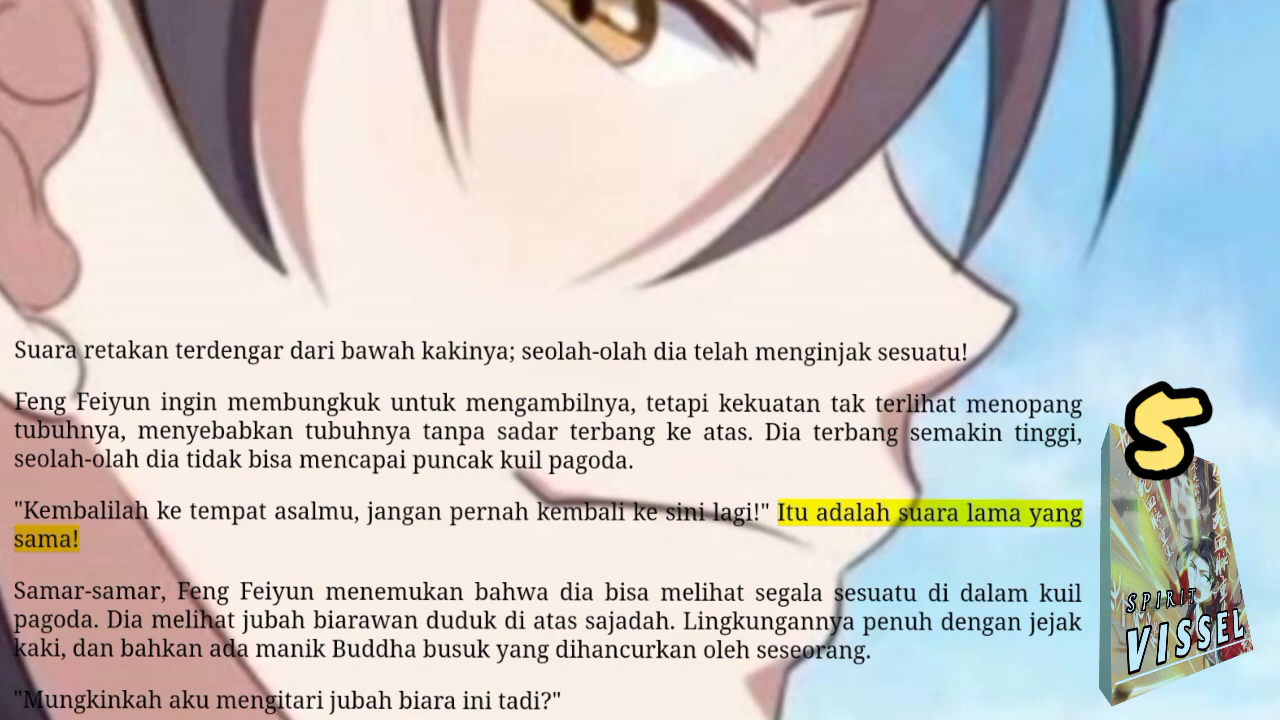 Suara retakan terdengar dari bawah kakinya; seolah-olah dia telah menginjak sesuatu!
Feng Feiyun ingin membungkuk untuk mengambilnya, tetapi kekuatan tak terlihat menopang
tubuhnya, menyebabkan tubuhnya tanpa sadar terbang ke atas. Dia terbang semakin tinggi,
seolah-olah dia tidak bisa mencapai puncak kuil pagoda.
"Kembalilah ke tempat asalmu, jangan pernah kembali ke sini lagi!" Itu adalah suara lama yang
sama!
Samar-samar, Feng Feiyun menemukan bahwa dia bisa melihat segala sesuatu di dalam kuil
pagoda. Dia melihat jubah biarawan duduk di atas sajadah. Lingkungannya penuh dengan jejak
kaki, dan bahkan ada manik Buddha busuk yang dihancurkan oleh seseorang.
"Mungkinkah aku mengitari jubah biara ini tadi?"
S
SPIRIT
VISSEL